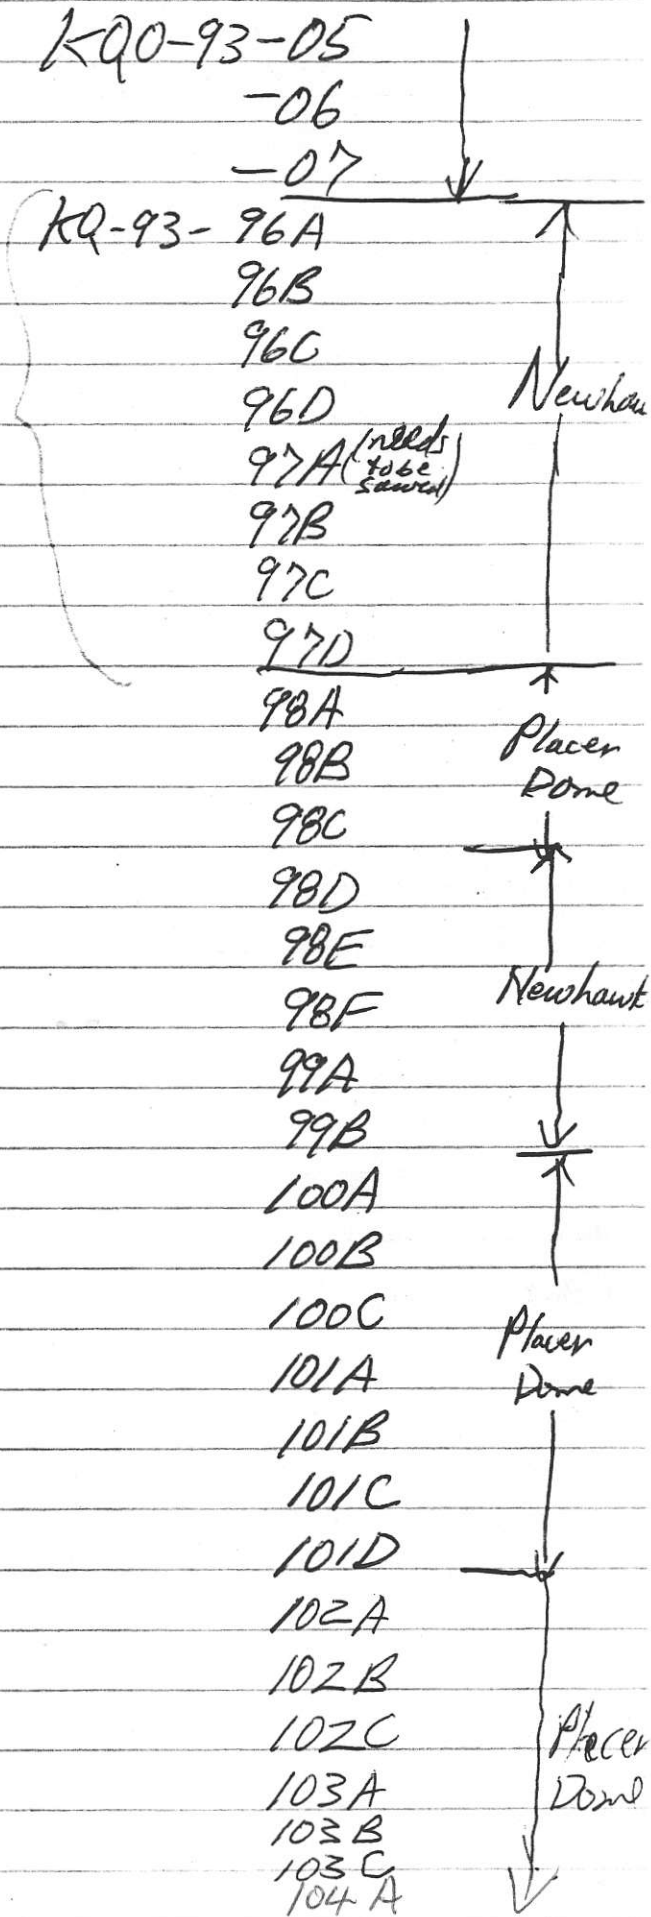 KQO-93-05
-06
-07
KQ-93- 96A
96B
96C
96D Newhaw
97A (needs to be sawed)
97B
97C
97D
98A
98B Placer Dome
98C
98D
98E
98F Newhawk
99A
99B
100A
100B
100C Placer
101A Dome
101B
101C
101D
102A
102B
102C Placer
103A Dome
103B
103C
104A